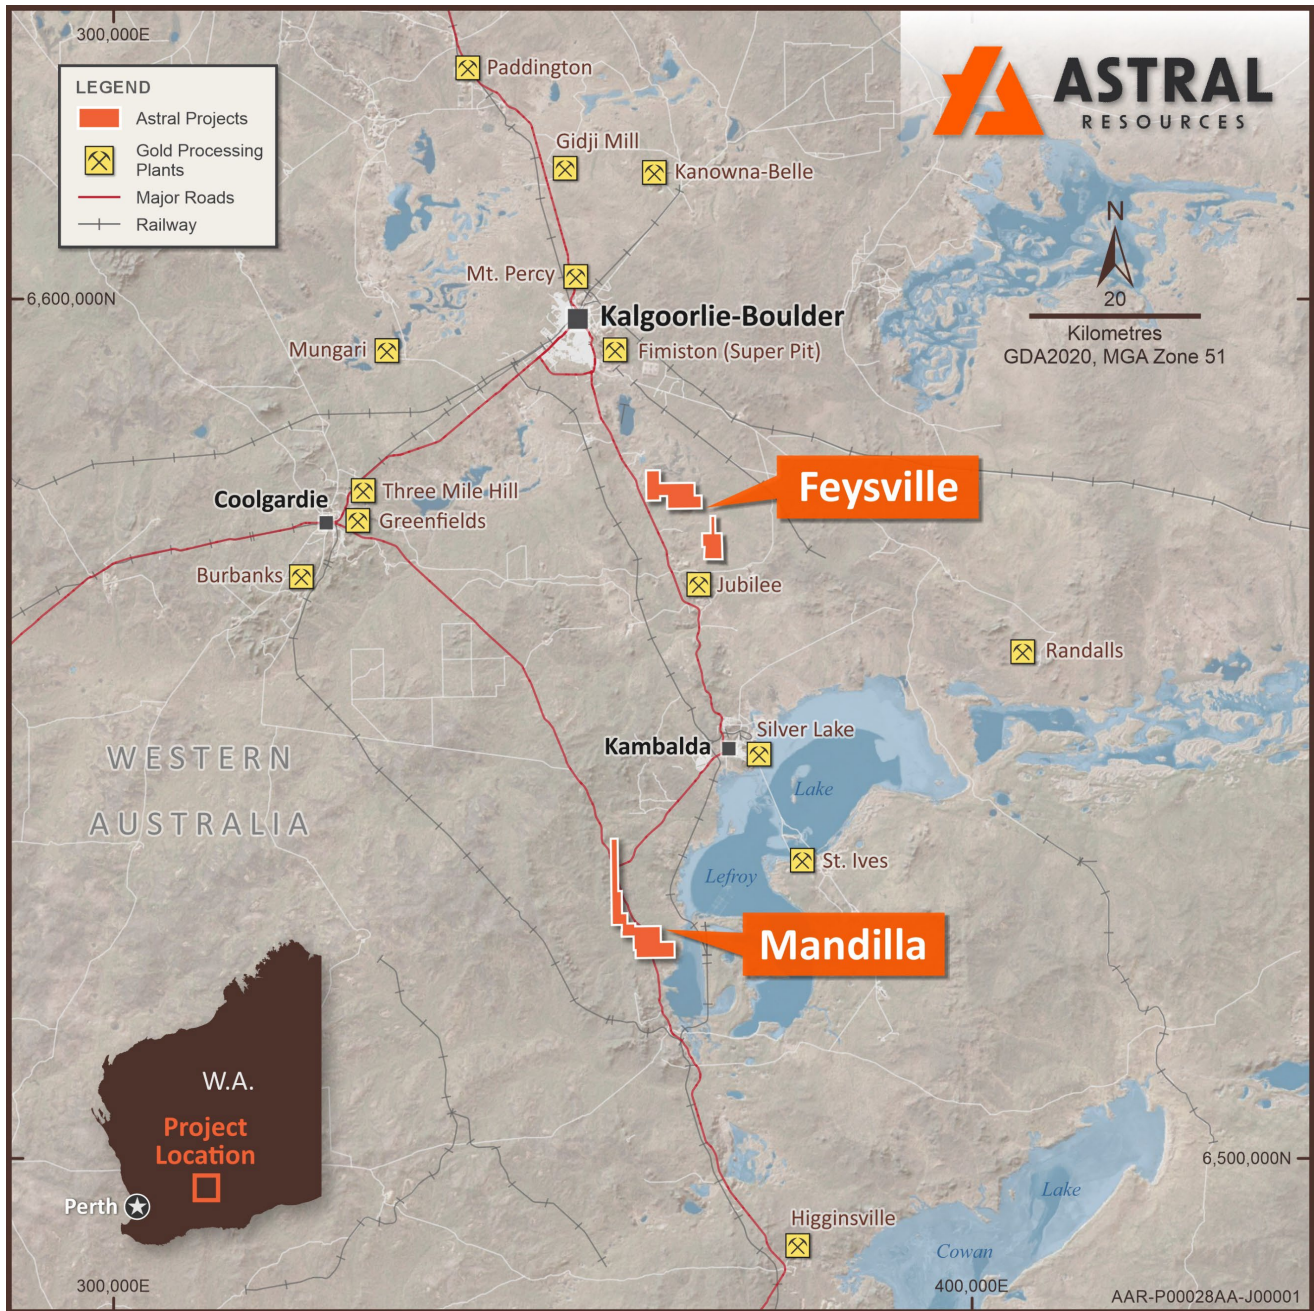 300,000E
ASTRAL
RESOURCES
LEGEND
Astral Projects
Gold Processing
Plants
Major Roads
Railway
Paddington
Gidji Mill
Kanowna-Belle
N
20
Kilometres
GDA2020, MGA Zone 51
Mt. Percy
6,600,000N
Kalgoorlie-Boulder
Mungari
Fimiston (Super Pit)
Feysville
Three Mile Hill
Coolgardie
Greenfields
Burbanks
Jubilee
Randalls
Silver Lake
Kambalda
WESTERN
AUSTRALIA
Lake
Lefroy
St. Ives
Mandilla
W.A.
Project
Location
Perth
6,500,000N
Lake
Cowan
Higginsville
300,000E
400,000E
AAR-P00028AA-J00001